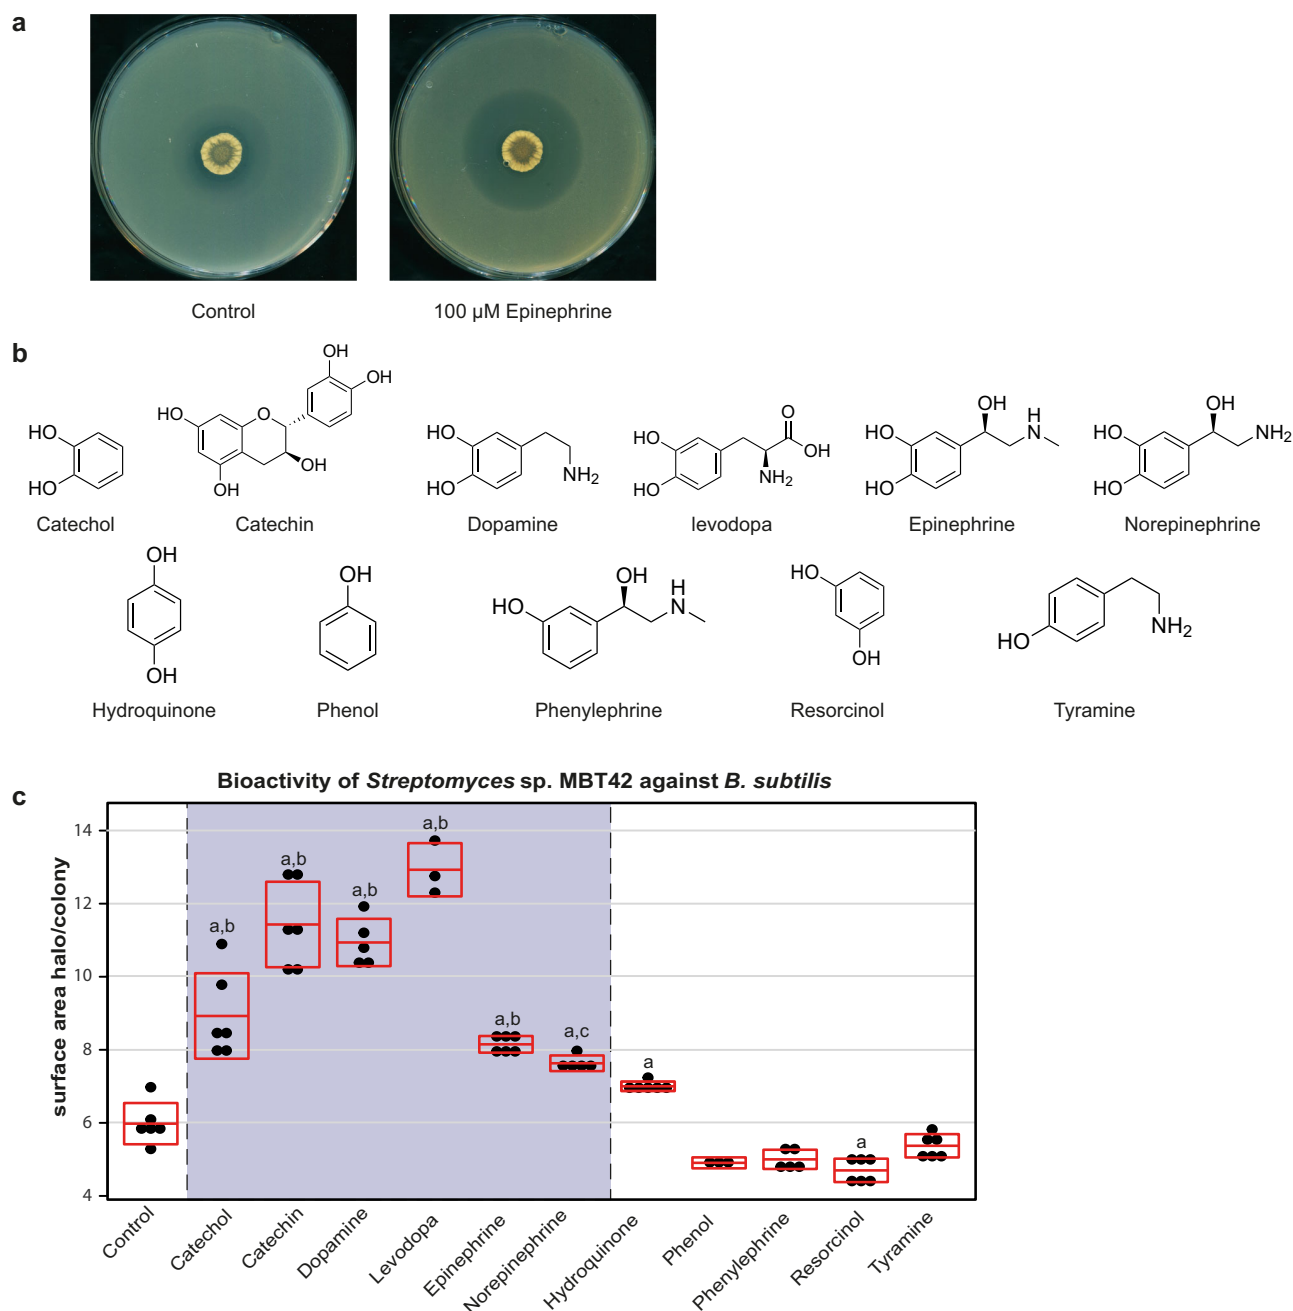 a
Control
100 µM Epinephrine
b
HO
HO
Catechol
HO
O
OH
OH
OH
OH
Catechin
HO
HO
NH2
Dopamine
HO
HO
O
OH
NH2
levodopa
HO
HO
OH
H
N
Epinephrine
HO
HO
OH
NH2
Norepinephrine
OH
OH
Hydroquinone
OH
Phenol
HO
OH
H
N
Phenylephrine
HO
OH
Resorcinol
HO
NH2
Tyramine
c
Bioactivity of Streptomyces sp. MBT42 against B. subtilis
surface area halo/colony
14
12
10
8
6
4
a,b
a,b
a,b
a,b
a,b
a,c
a
a
Control
Catechol
Catechin
Dopamine
Levodopa
Epinephrine
Norepinephrine
Hydroquinone
Phenol
Phenylephrine
Resorcinol
Tyramine